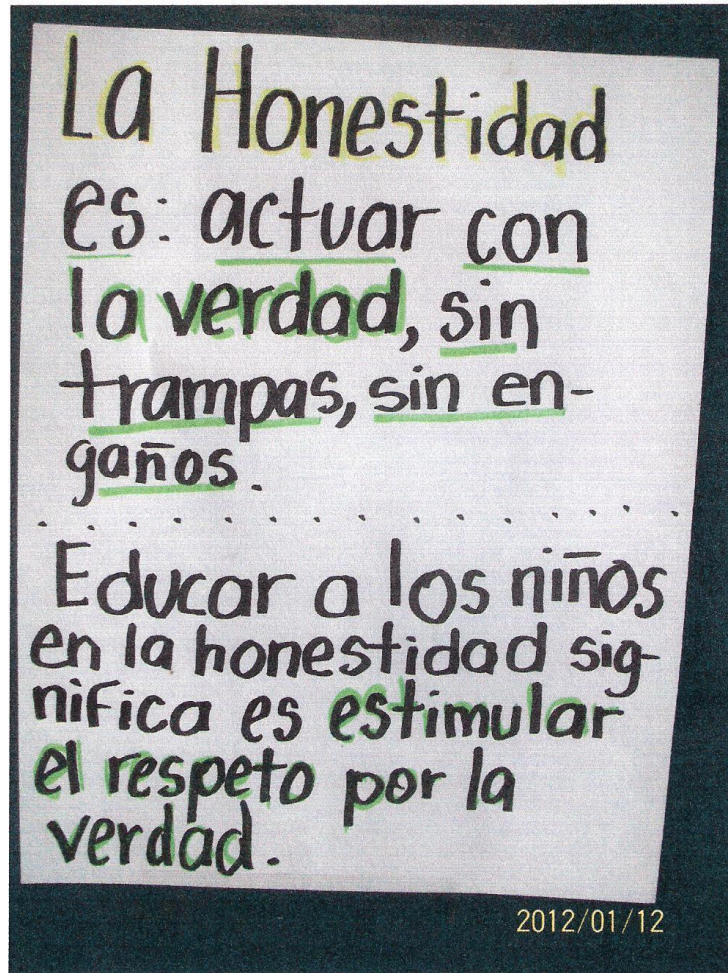 La Honestidad
es: actuar con
la verdad, sin
trampas, sin en-
gaños.
Educar a los niños
en la honestidad sig-
nifica es estimular
el respeto por la
verdad.
2012/01/12